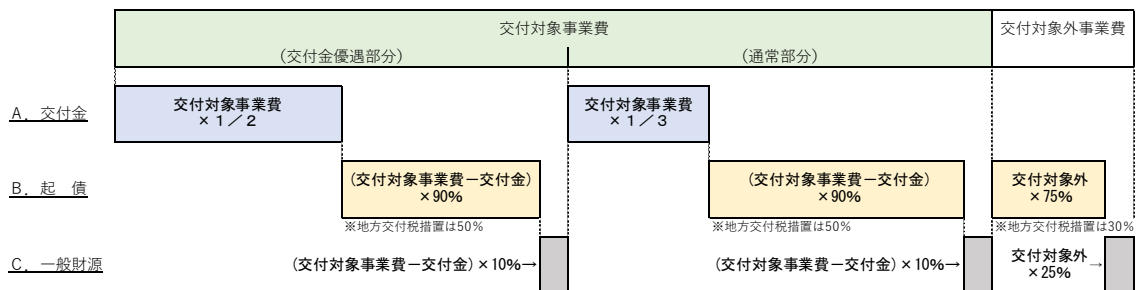 交付対象事業費
交付対象外事業費
（交付金優遇部分）
（通常部分）
A．交付金
交付対象事業費
×１／２
交付対象事業費
×１／３
B．起　債
（交付対象事業費－交付金）
×90%
（交付対象事業費－交付金）
×90%
交付対象外
×75%
※地方交付税措置は50%
※地方交付税措置は50%
※地方交付税措置は30%
C．一般財源
（交付対象事業費－交付金）×10%→
（交付対象事業費－交付金）×10%→
交付対象外
×25%
→